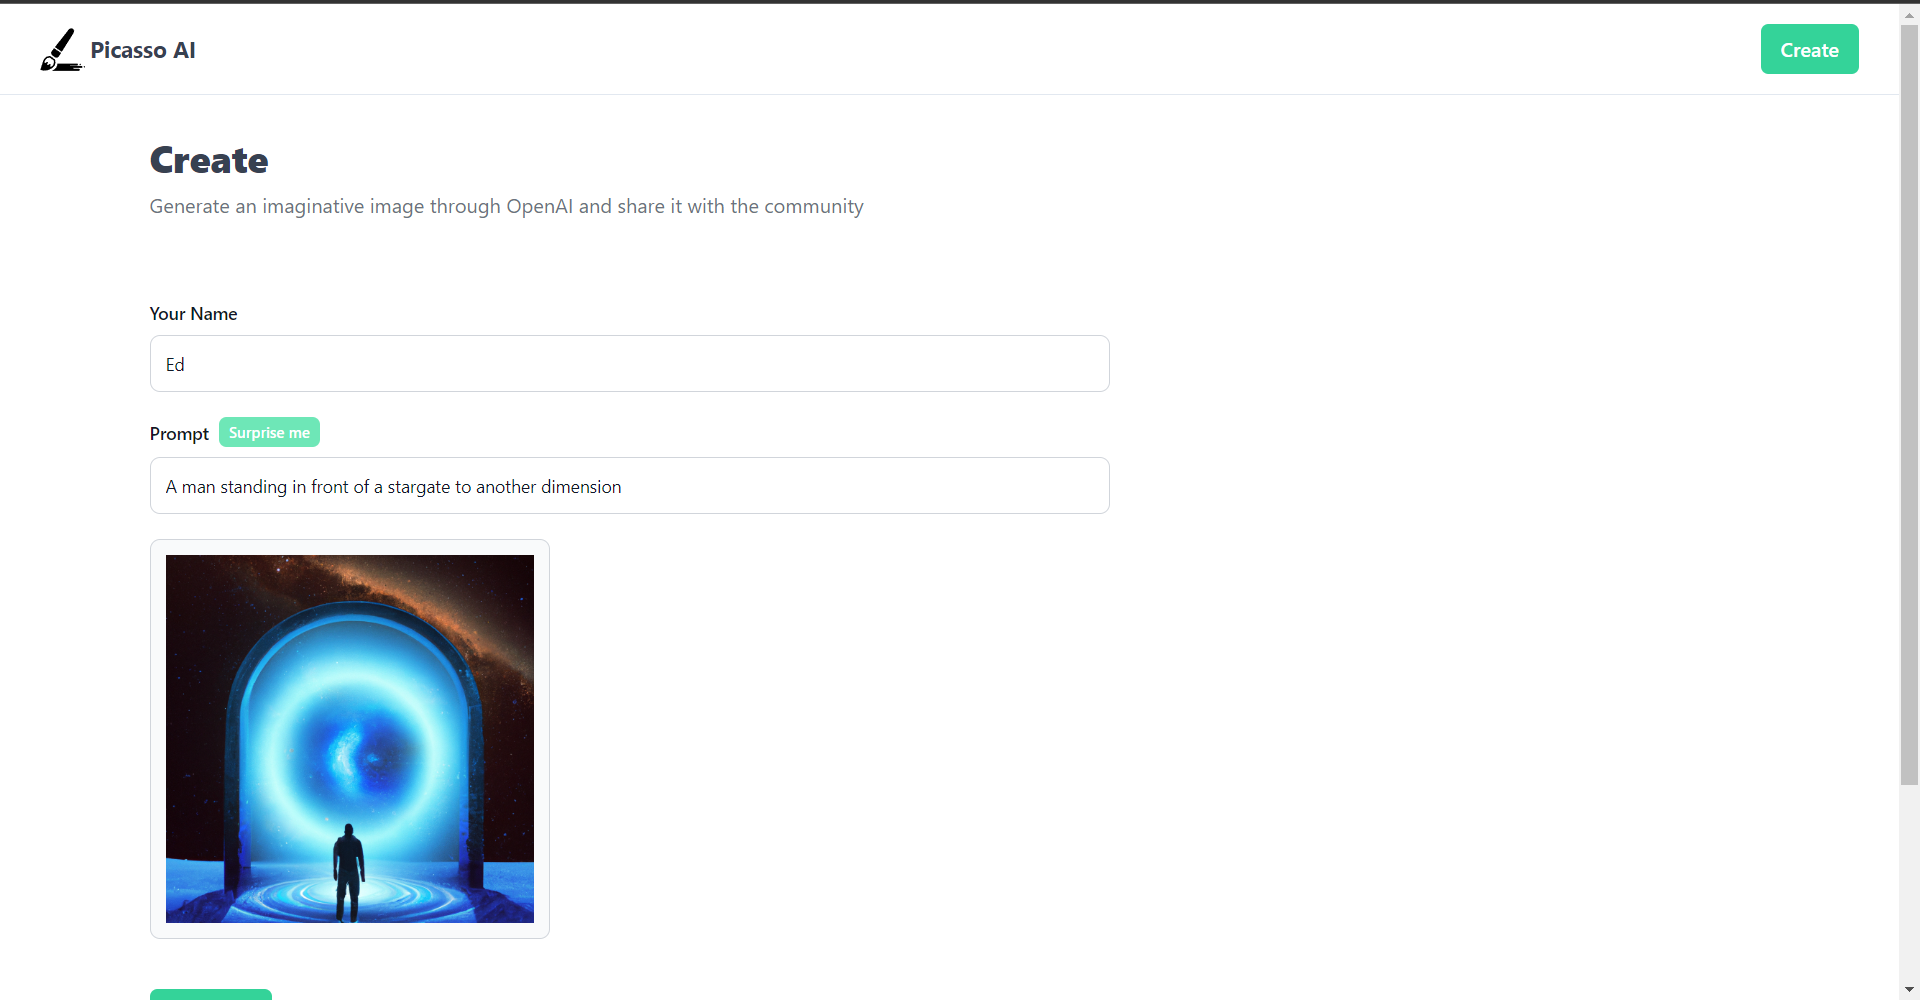 Picasso AI
Create
Create
Generate an imaginative image through OpenAI and share it with the community
Your Name
Ed
Prompt
Surprise me
A man standing in front of a stargate to another dimension